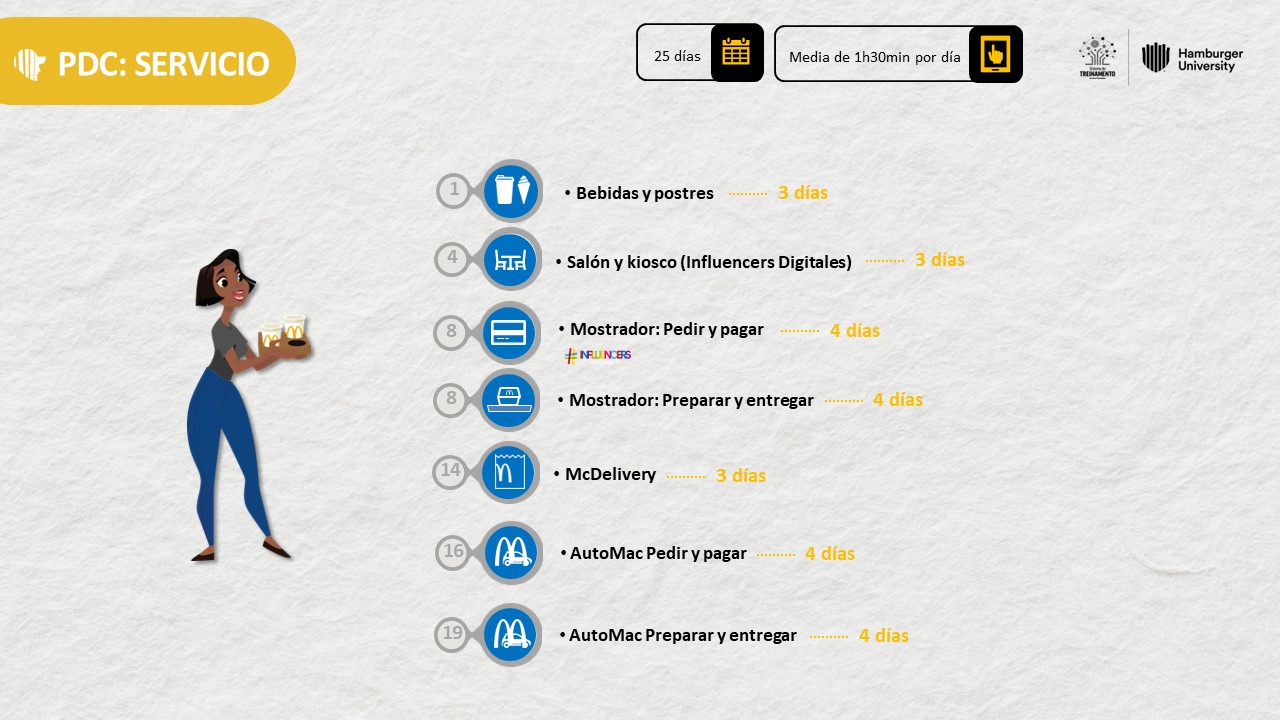 PDC: SERVICIO
25 días
Media de 1h30min por día
Sistema de
TREINAMENTO
Hamburger
University
1
• Bebidas y postres .......... 3 días
4
• Salón y kiosco (Influencers Digitales) .......... 3 días
8
• Mostrador: Pedir y pagar .......... 4 días
#INFLUENCERS
8
• Mostrador: Preparar y entregar .......... 4 días
14
• McDelivery .......... 3 días
16
• AutoMac Pedir y pagar .......... 4 días
19
• AutoMac Preparar y entregar .......... 4 días